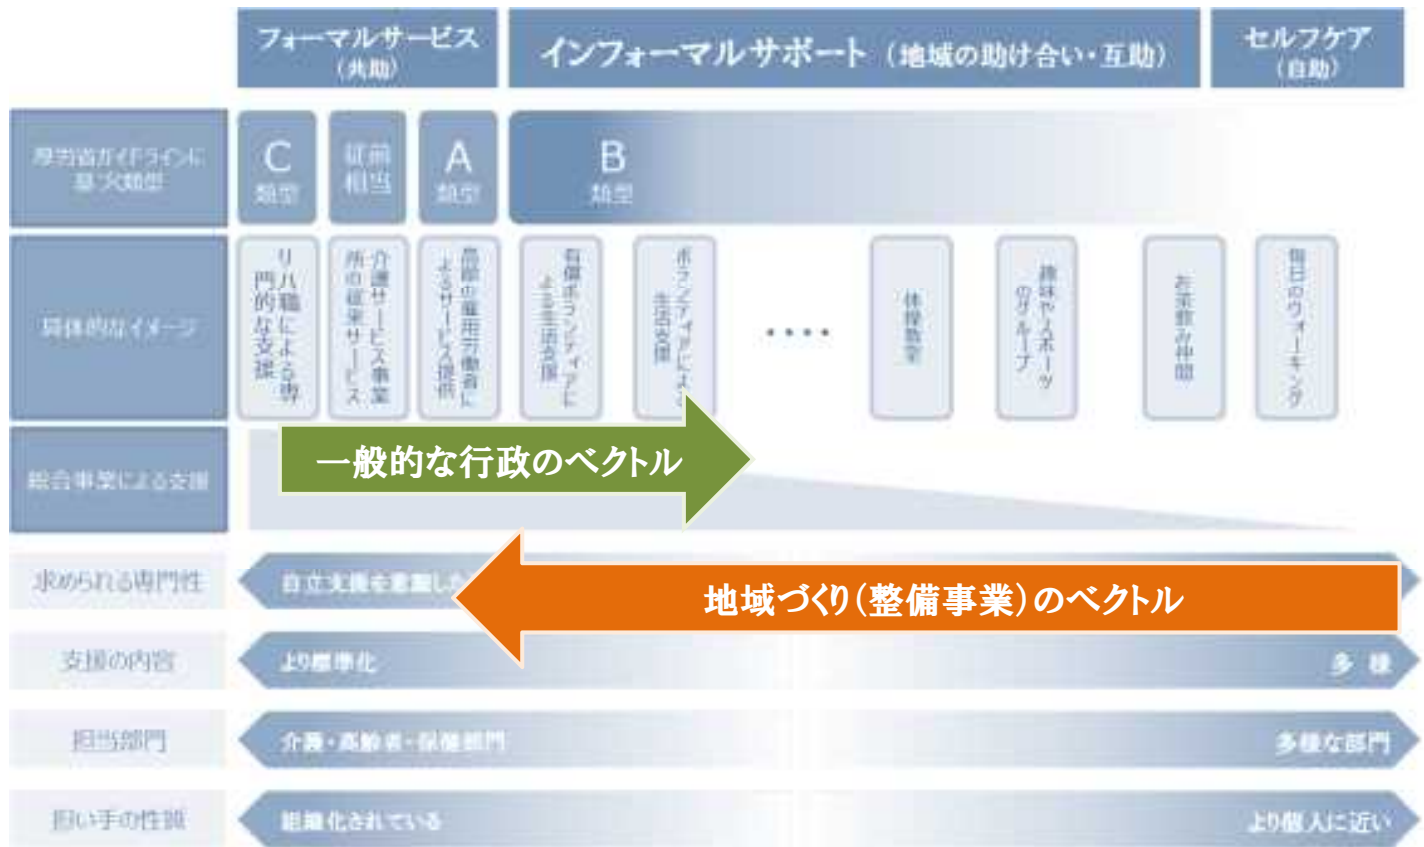 フォーマルサービス
（共助）
インフォーマルサポート（地域の助け合い・互助）
セルフケア
（自助）
厚労省ガイドラインに
基づく類型
C
類型
従前
相当
A
類型
B
類型
具体的なイメージ
リハ職による専
門的な支援
介護サービス事業
所の従来サービス
高齢の雇用労働者に
よるサービス提供
有償ボランティアに
よる生活支援
ボランティアによる
生活支援
・・・・
体操教室
趣味やスポーツ
のグループ
お茶飲み仲間
毎日のウォーキング
一般的な行政のベクトル
総合事業による支援
求められる専門性
自立支援を意識した
地域づくり（整備事業）のベクトル
支援の内容
より標準化
多 様
担当部門
介護・高齢者・保健部門
多様な部門
担い手の性質
組織化されている
より個人に近い